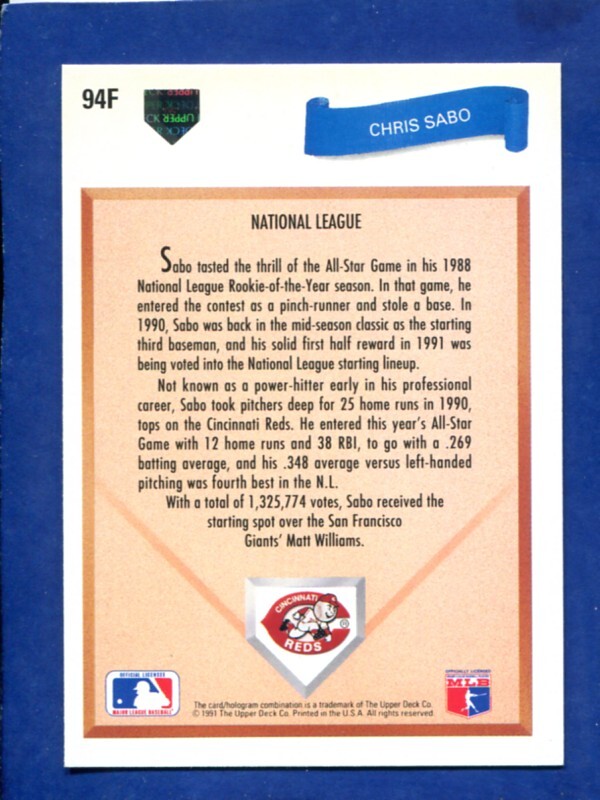 94F
CHRIS SABO
NATIONAL LEAGUE
Sabo tasted the thrill of the All-Star Game in his 1988
National League Rookie-of-the-Year season. In that game, he
entered the contest as a pinch-runner and stole a base. In
1990, Sabo was back in the mid-season classic as the starting
third baseman, and his solid first half reward in 1991 was
being voted into the National League starting lineup.
Not known as a power-hitter early in his professional
career, Sabo took pitchers deep for 25 home runs in 1990,
tops on the Cincinnati Reds. He entered this year's All-Star
Game with 12 home runs and 38 RBI, to go with a .269
batting average, and his .348 average versus left-handed
pitching was fourth best in the N.L.
With a total of 1,325,774 votes, Sabo received the
starting spot over the San Francisco
Giants' Matt Williams.
CINCINNATI
REDS
OFFICIAL LICENSEE
MAJOR LEAGUE BASEBALL
OFFICIALLY LICENSED
MLB
The card/hologram combination is a trademark of The Upper Deck Co.
© 1991 The Upper Deck Co. Printed in the U.S.A. All rights reserved.